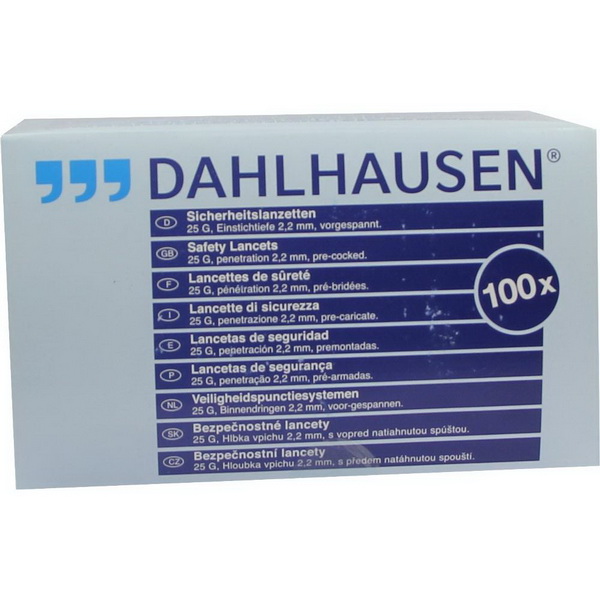 DAHLHAUSEN®
D Sicherheitslanzetten
25 G, Einstichtiefe 2,2 mm, vorgespannt.
GB Safety Lancets
25 G, penetration 2,2 mm, pre-cocked.
F Lancettes de sûreté
25 G, pénélration 2,2 mm, pré-bridées.
I Lancette di sicurezza
25 G, penetrazione 2,2 mm, pre-caricate.
E Lancetas de seguridad
25 G, penetración 2,2 mm, premontadas.
P Lancetas de segurança
25 G, penetração 2,2 mm, pré-armadas.
NL Veiligheidspunctiesystemen
25 G, Binnendringen 2,2 mm, voor-gespannen.
SK Bezpečnostné lancety
25 G, Hĺbka vpichu 2,2 mm, s vopred natiahnutou spúštou.
CZ Bezpečnostní lancety
25 G, Hloubka vpichu 2,2 mm, s předem natáhnutou spouští.
100x